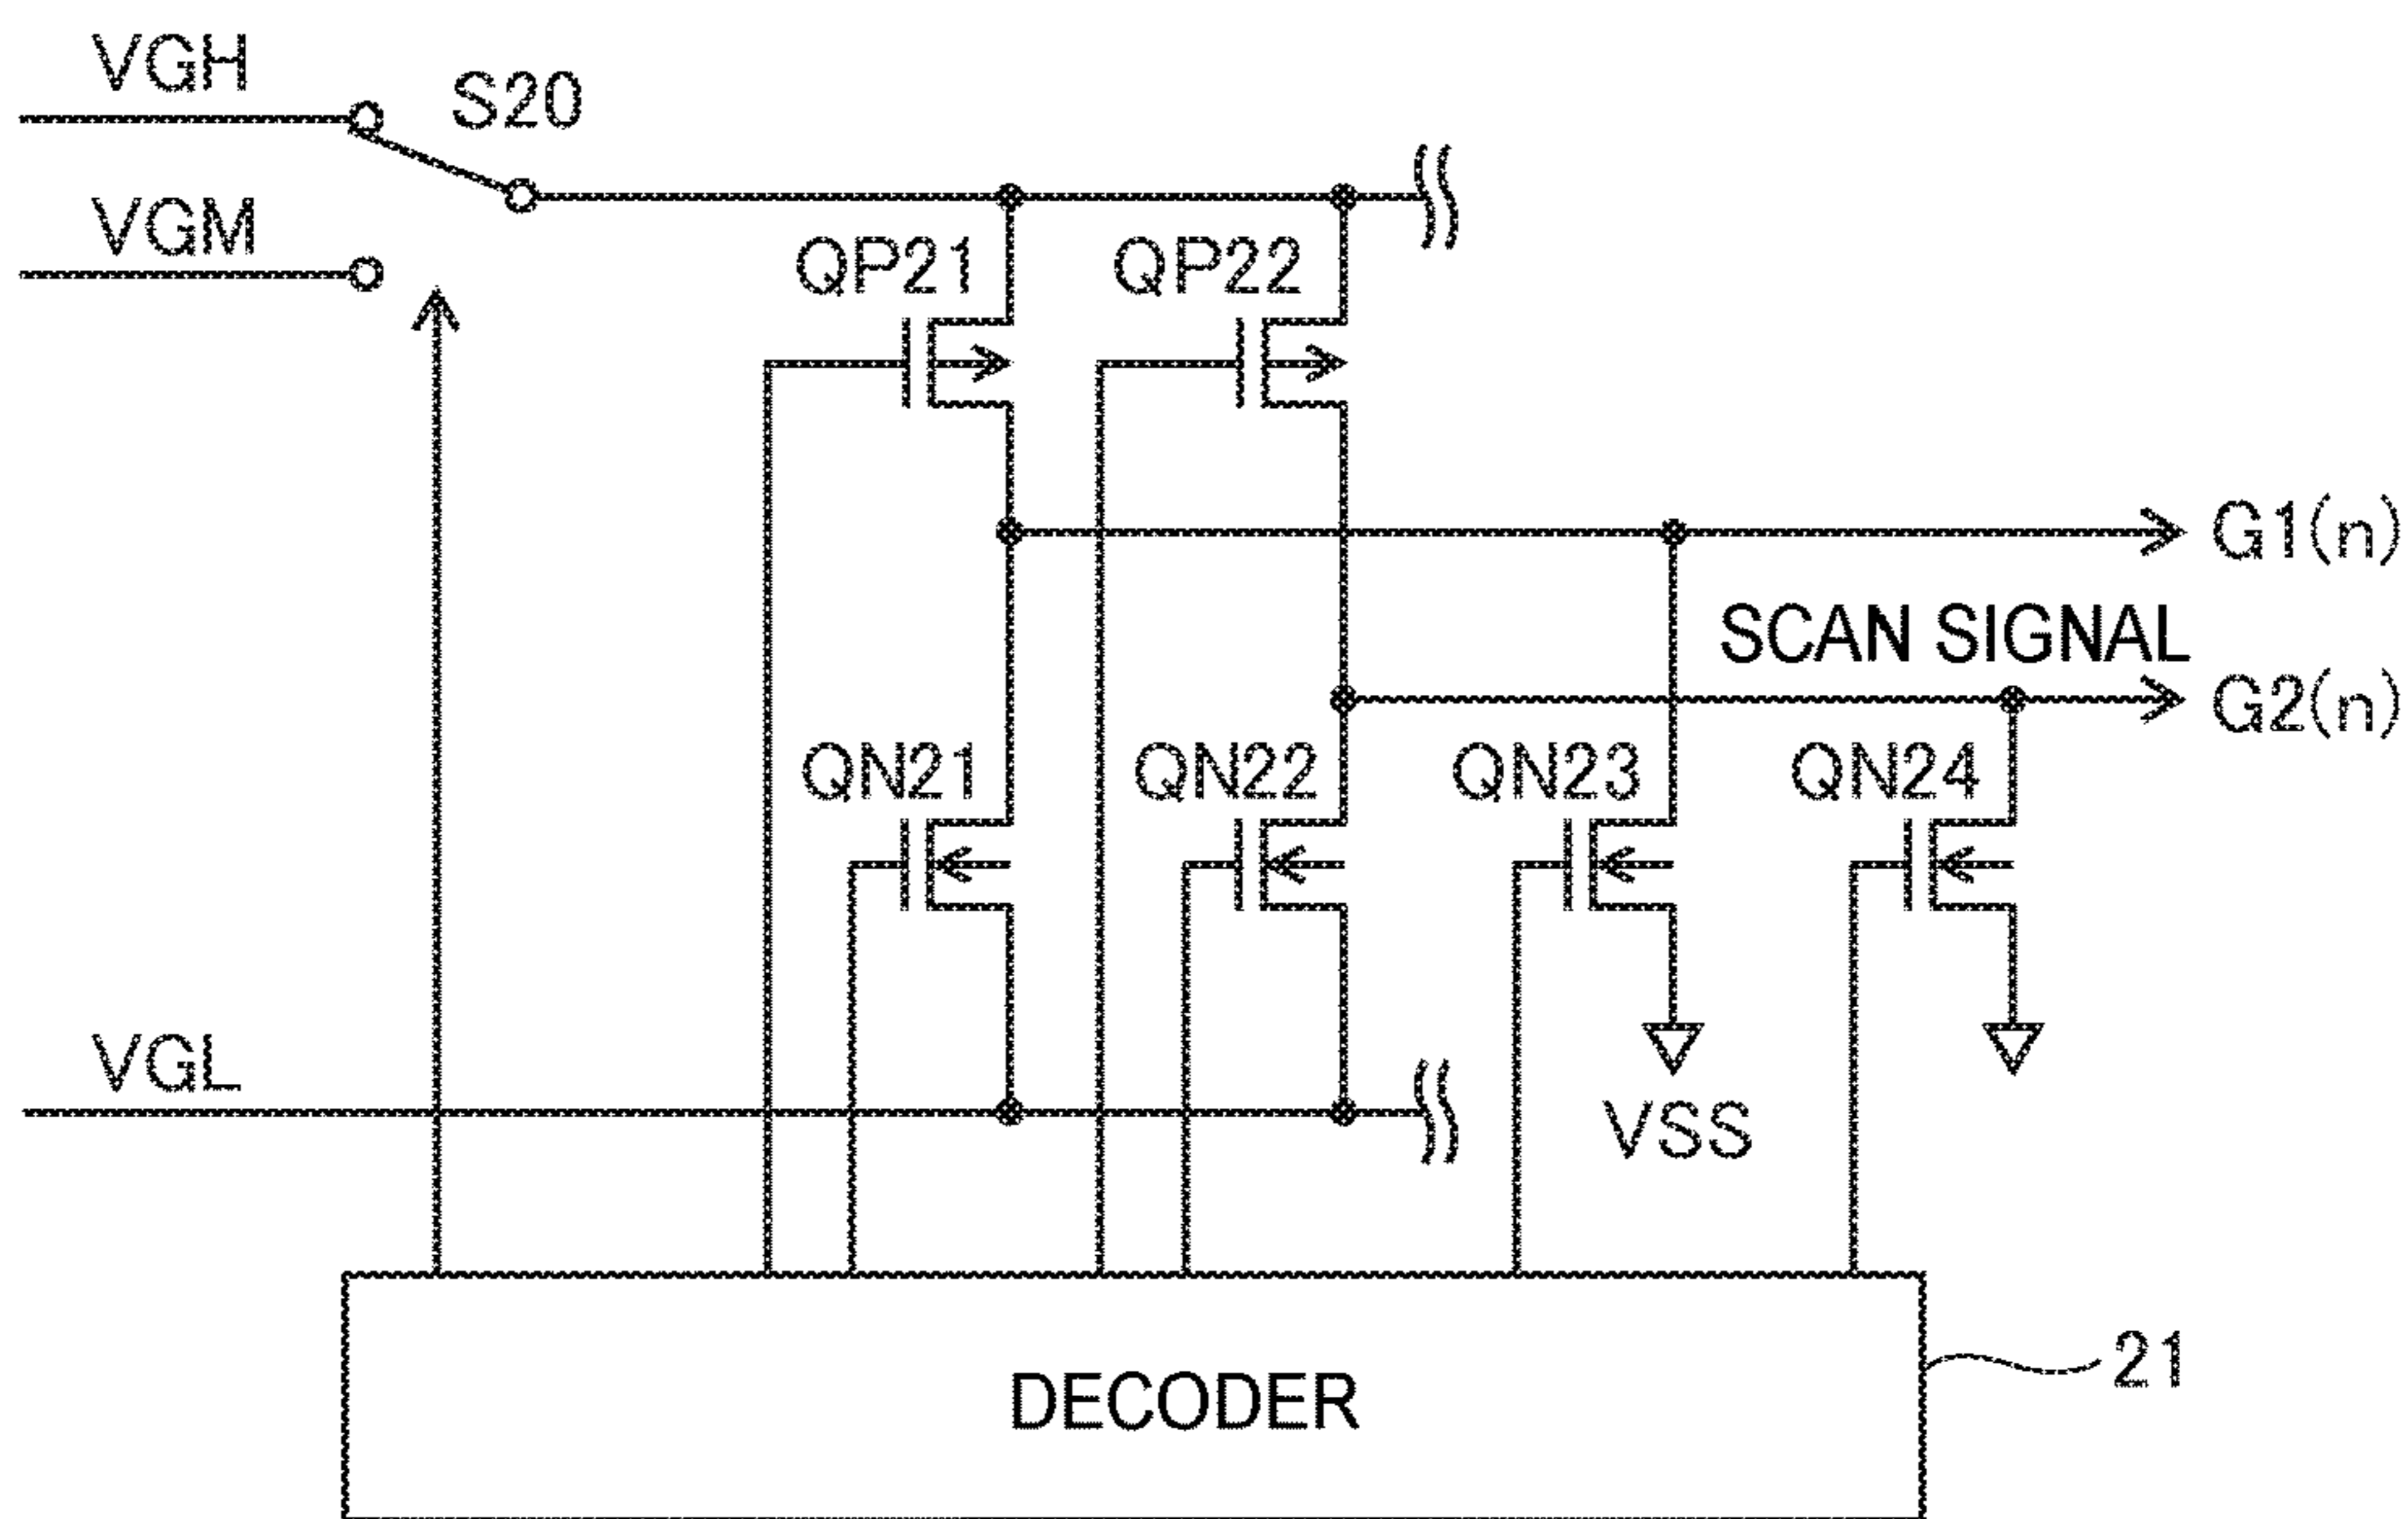 VGH
S20
VGM
QP21 QP22
G1(n)
SCAN SIGNAL
G2(n)
QN21 QN22 QN23 QN24
VGL
VSS
DECODER
21